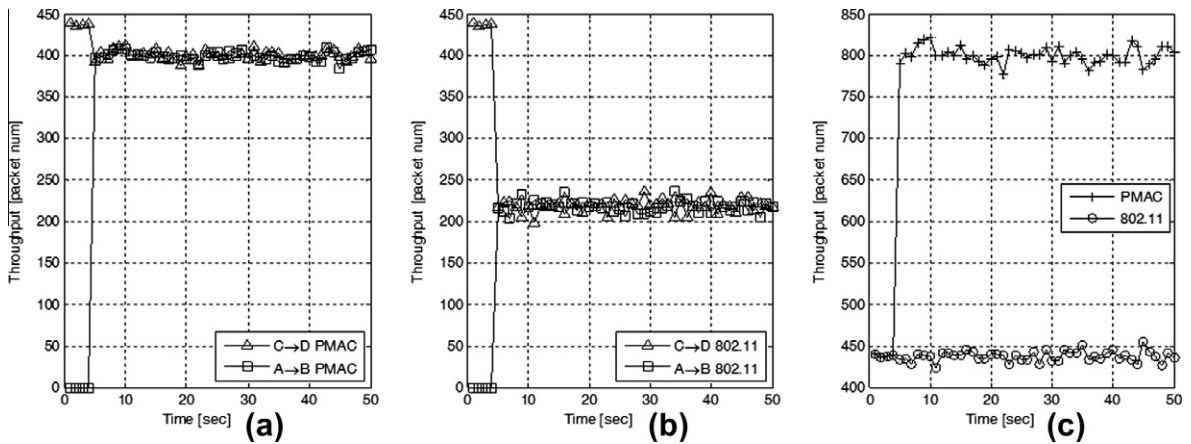 Throughput [packet num]
450
400
350
300
250
200
150
100
50
0
C→D PMAC
A→B PMAC
0 10 20 30 40 50
Time [sec]
(a)
Throughput [packet num]
450
400
350
300
250
200
150
100
50
0
C→D 802.11
A→B 802.11
0 10 20 30 40 50
Time [sec]
(b)
Throughput [packet num]
850
800
750
700
650
600
550
500
450
400
PMAC
802.11
0 10 20 30 40 50
Time [sec]
(c)